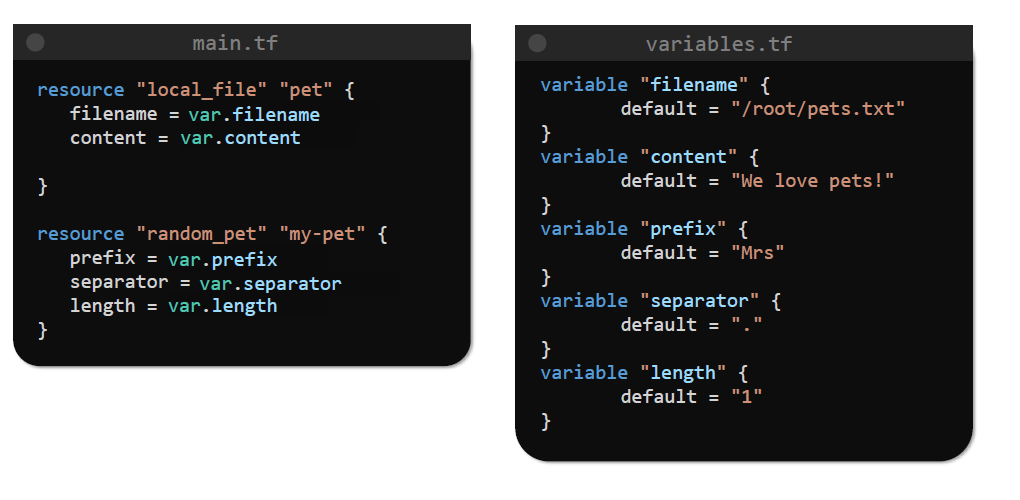 main.tf
resource "local_file" "pet" {
filename = var.filename
content = var.content
}
resource "random_pet" "my-pet" {
prefix = var.prefix
separator = var.separator
length = var.length
}
variables.tf
variable "filename" {
default = "/root/pets.txt"
}
variable "content" {
default = "We love pets!"
}
variable "prefix" {
default = "Mrs"
}
variable "separator" {
default = "."
}
variable "length" {
default = "1"
}